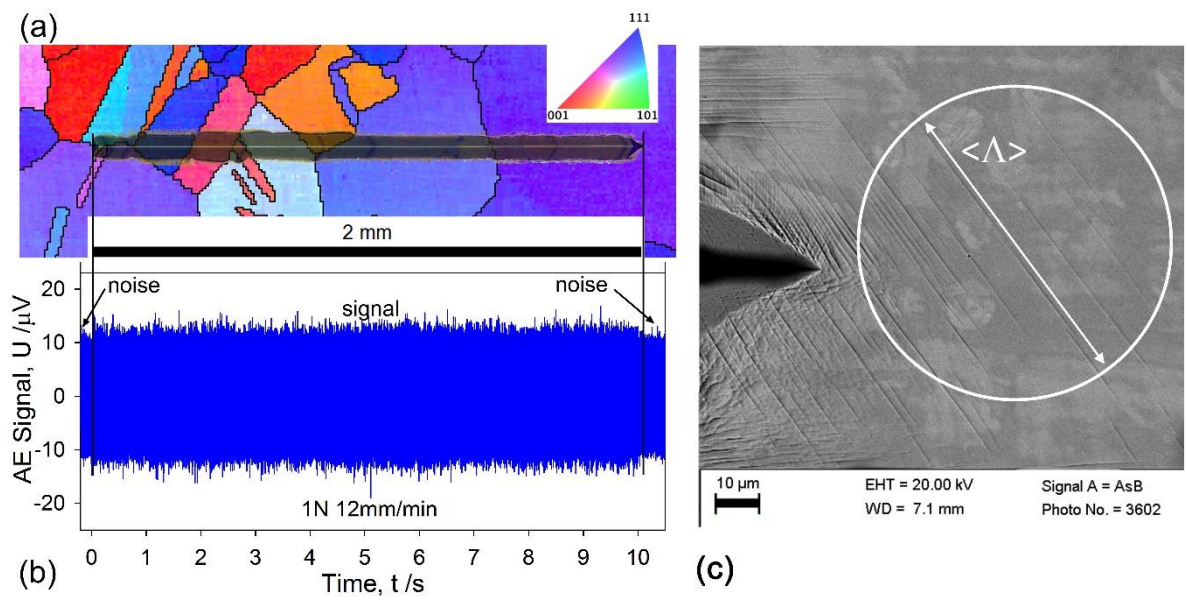 (a)
111
001
101
2 mm
20
10
0
-10
-20
AE Signal, U /µV
noise
signal
noise
1N 12mm/min
0 1 2 3 4 5 6 7 8 9 10
Time, t /s
(b)
<Λ>
10 µm
EHT = 20.00 kV
WD = 7.1 mm
Signal A = AsB
Photo No. = 3602
(c)